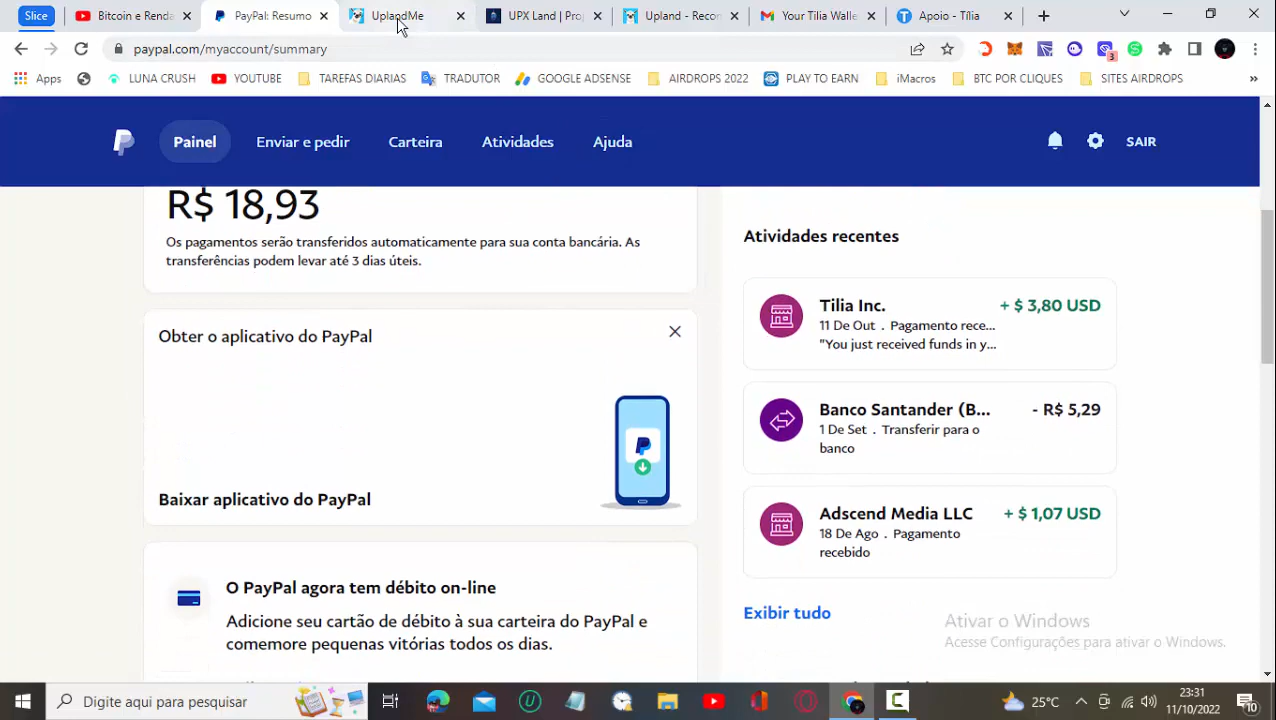 Slice
Bitcoin e Renda
PayPal: Resumo
UplandMe
UPX Land | Proj
Upland - Reco
Your Tilia Walle
Apoio - Tilia
paypal.com/myaccount/summary
3
Apps
LUNA CRUSH
YOUTUBE
TAREFAS DIARIAS
TRADUTOR
GOOGLE ADSENSE
AIRDROPS 2022
PLAY TO EARN
iMacros
BTC POR CLIQUES
SITES AIRDROPS
»
Painel
Enviar e pedir
Carteira
Atividades
Ajuda
SAIR
R$ 18,93
Os pagamentos serão transferidos automaticamente para sua conta bancária. As
transferências podem levar até 3 dias úteis.
Obter o aplicativo do PayPal
Baixar aplicativo do PayPal
O PayPal agora tem débito on-line
Adicione seu cartão de débito à sua carteira do PayPal e
comemore pequenas vitórias todos os dias.
Atividades recentes
Tilia Inc.
+ $ 3,80 USD
11 De Out . Pagamento rece...
"You just received funds in y...
Banco Santander (B...
- R$ 5,29
1 De Set . Transferir para o
banco
Adscend Media LLC
+ $ 1,07 USD
18 De Ago . Pagamento
recebido
Exibir tudo
Ativar o Windows
Acesse Configurações para ativar o Windows.
Digite aqui para pesquisar
25°C
23:31
11/10/2022
10